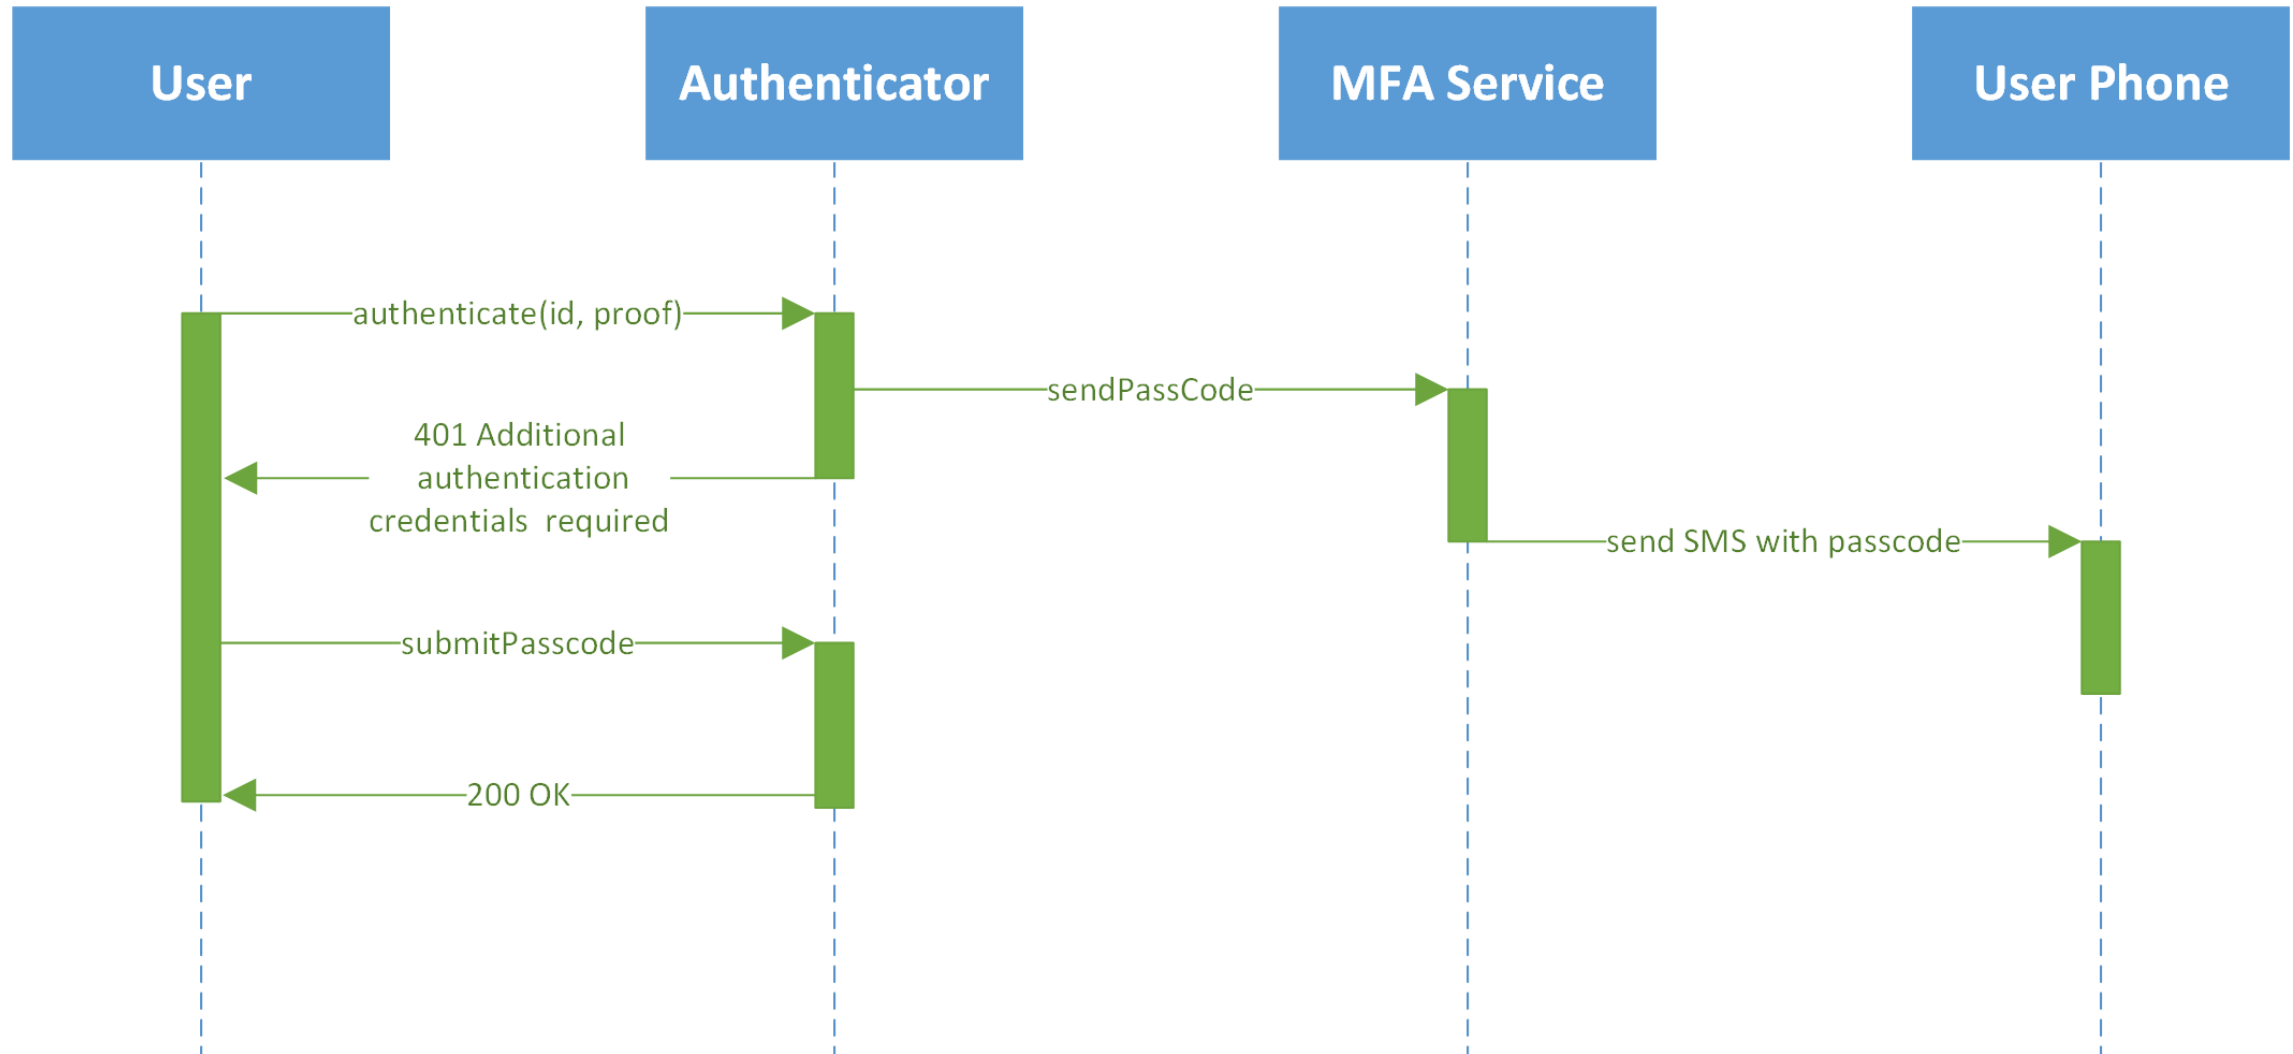 User
Authenticator
MFA Service
User Phone
authenticate(id, proof)
sendPassCode
401 Additional
authentication
credentials  required
send SMS with passcode
submitPasscode
200 OK